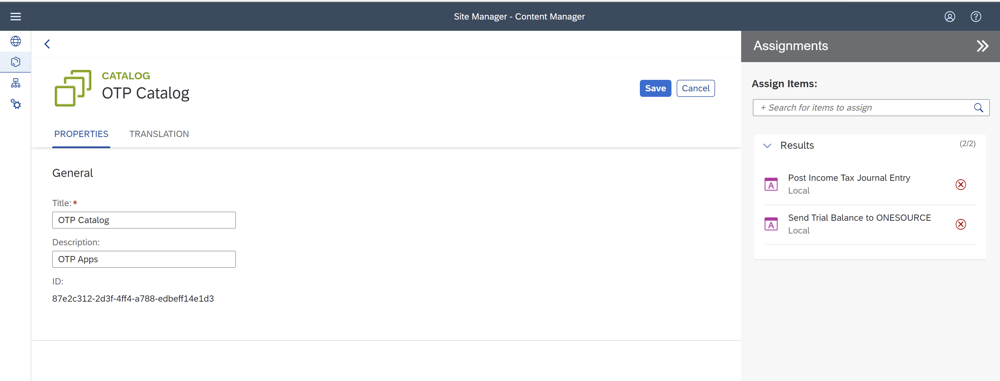 Site Manager - Content Manager
CATALOG
OTP Catalog
Save
Cancel
PROPERTIES
TRANSLATION
General
Title:*
OTP Catalog
Description:
OTP Apps
ID:
87e2c312-2d3f-4ff4-a788-edbeff14e1d3
Assignments
Assign Items:
+ Search for items to assign
Results
(2/2)
A
Post Income Tax Journal Entry
Local
A
Send Trial Balance to ONESOURCE
Local